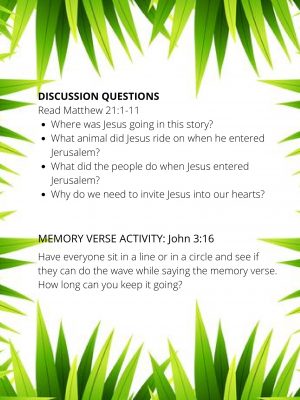 DISCUSSION QUESTIONS
Read Matthew 21:1-11
• Where was Jesus going in this story?
• What animal did Jesus ride on when he entered
Jerusalem?
• What did the people do when Jesus entered
Jerusalem?
• Why do we need to invite Jesus into our hearts?
MEMORY VERSE ACTIVITY: John 3:16
Have everyone sit in a line or in a circle and see if
they can do the wave while saying the memory verse.
How long can you keep it going?